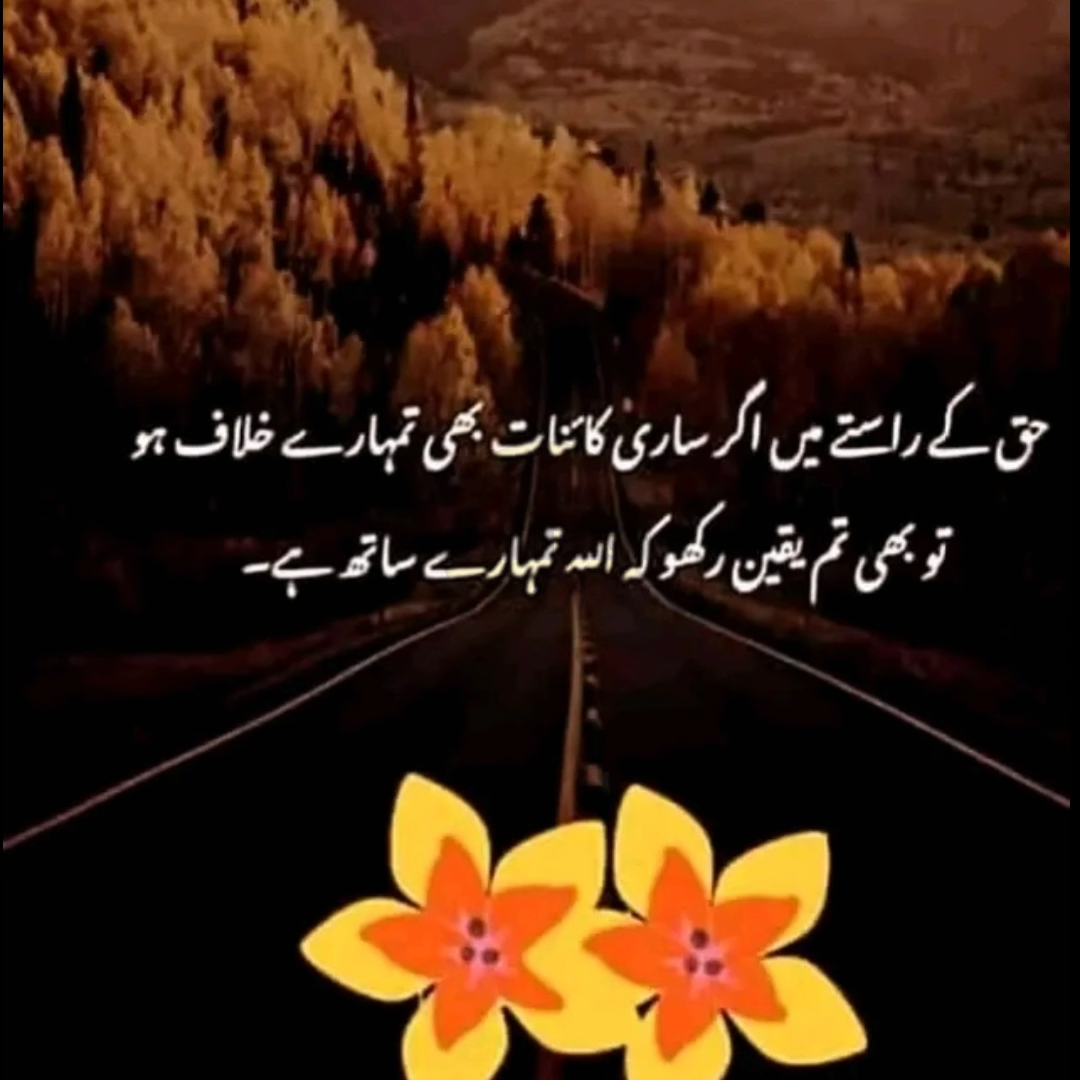 حق کے راستے میں اگر ساری کائنات بھی تمہارے خلاف ہو
تو بھی تم یقین رکھو کہ اللہ تمہارے ساتھ ہے۔